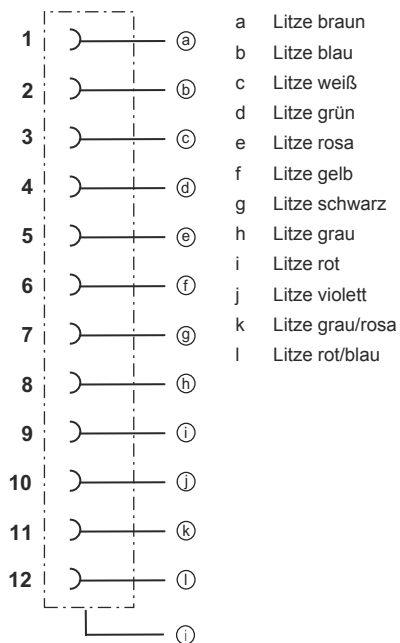 1 ⓐ
2 ⓑ
3 ⓒ
4 ⓓ
5 ⓔ
6 ⓕ
7 ⓖ
8 ⓗ
9 ⓘ
10 ⓙ
11 ⓚ
12 ⓛ
a Litze braun
b Litze blau
c Litze weiß
d Litze grün
e Litze rosa
f Litze gelb
g Litze schwarz
h Litze grau
i Litze rot
j Litze violett
k Litze grau/rosa
l Litze rot/blau